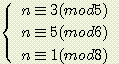 n ≡ 3(mod5)
n ≡ 5(mod6)
n ≡ 1(mod8)